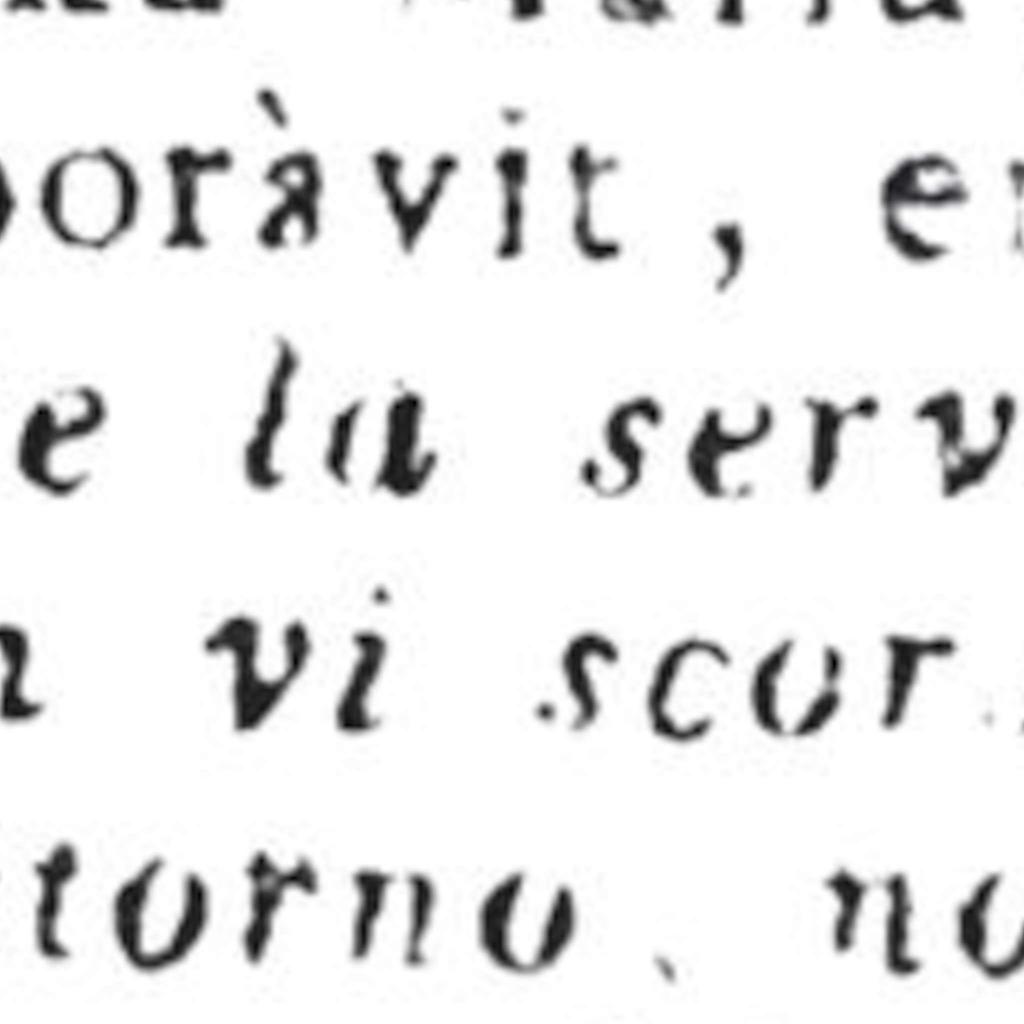 oràvit, e
e la serv
vi scor
torno, no